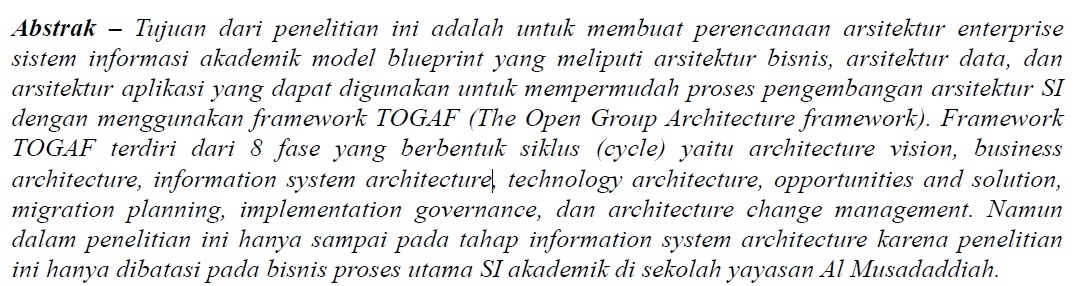 Abstrak – Tujuan dari penelitian ini adalah untuk membuat perencanaan arsitektur enterprise
sistem informasi akademik model blueprint yang meliputi arsitektur bisnis, arsitektur data, dan
arsitektur aplikasi yang dapat digunakan untuk mempermudah proses pengembangan arsitektur SI
dengan menggunakan framework TOGAF (The Open Group Architecture framework). Framework
TOGAF terdiri dari 8 fase yang berbentuk siklus (cycle) yaitu architecture vision, business
architecture, information system architecture, technology architecture, opportunities and solution,
migration planning, implementation governance, dan architecture change management. Namun
dalam penelitian ini hanya sampai pada tahap information system architecture karena penelitian
ini hanya dibatasi pada bisnis proses utama SI akademik di sekolah yayasan Al Musadaddiah.